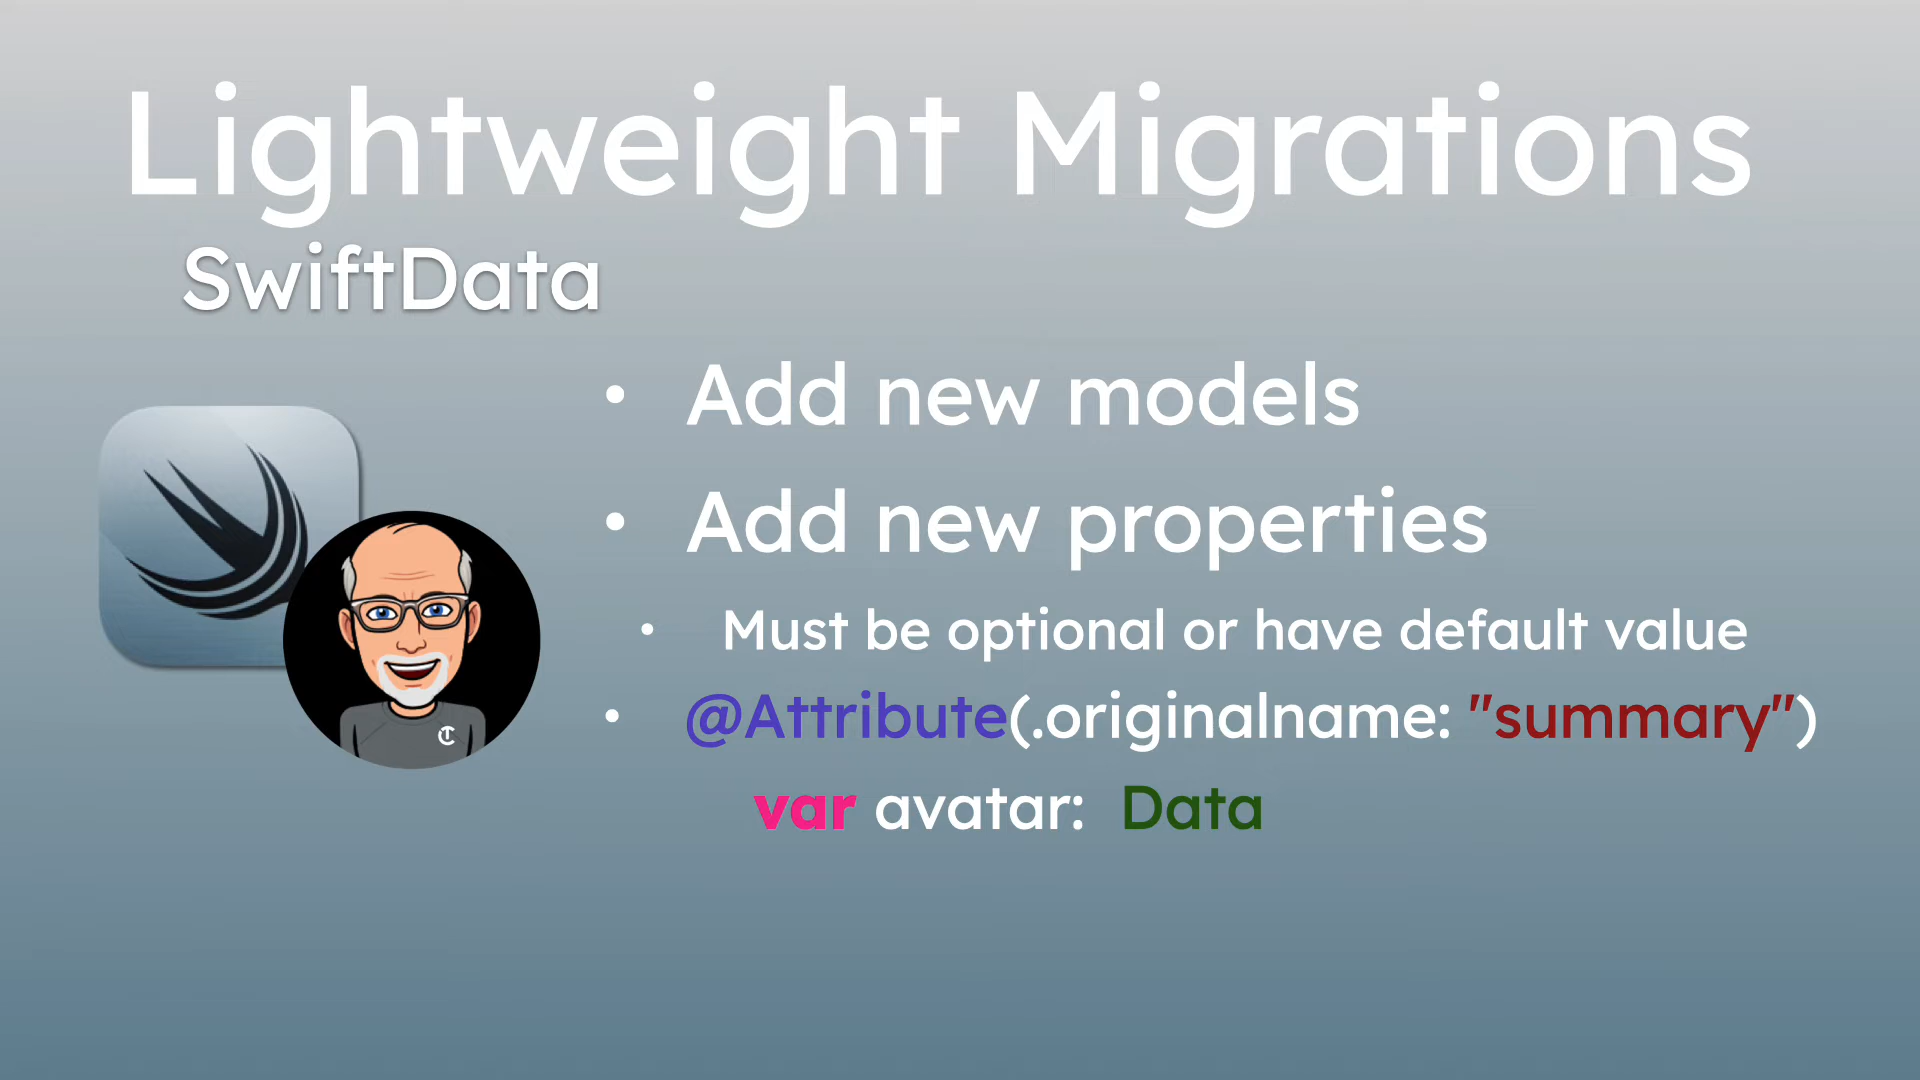 Lightweight Migrations
SwiftData
• Add new models
• Add new properties
• Must be optional or have default value
• @Attribute(.originalname: "summary")
var avatar: Data